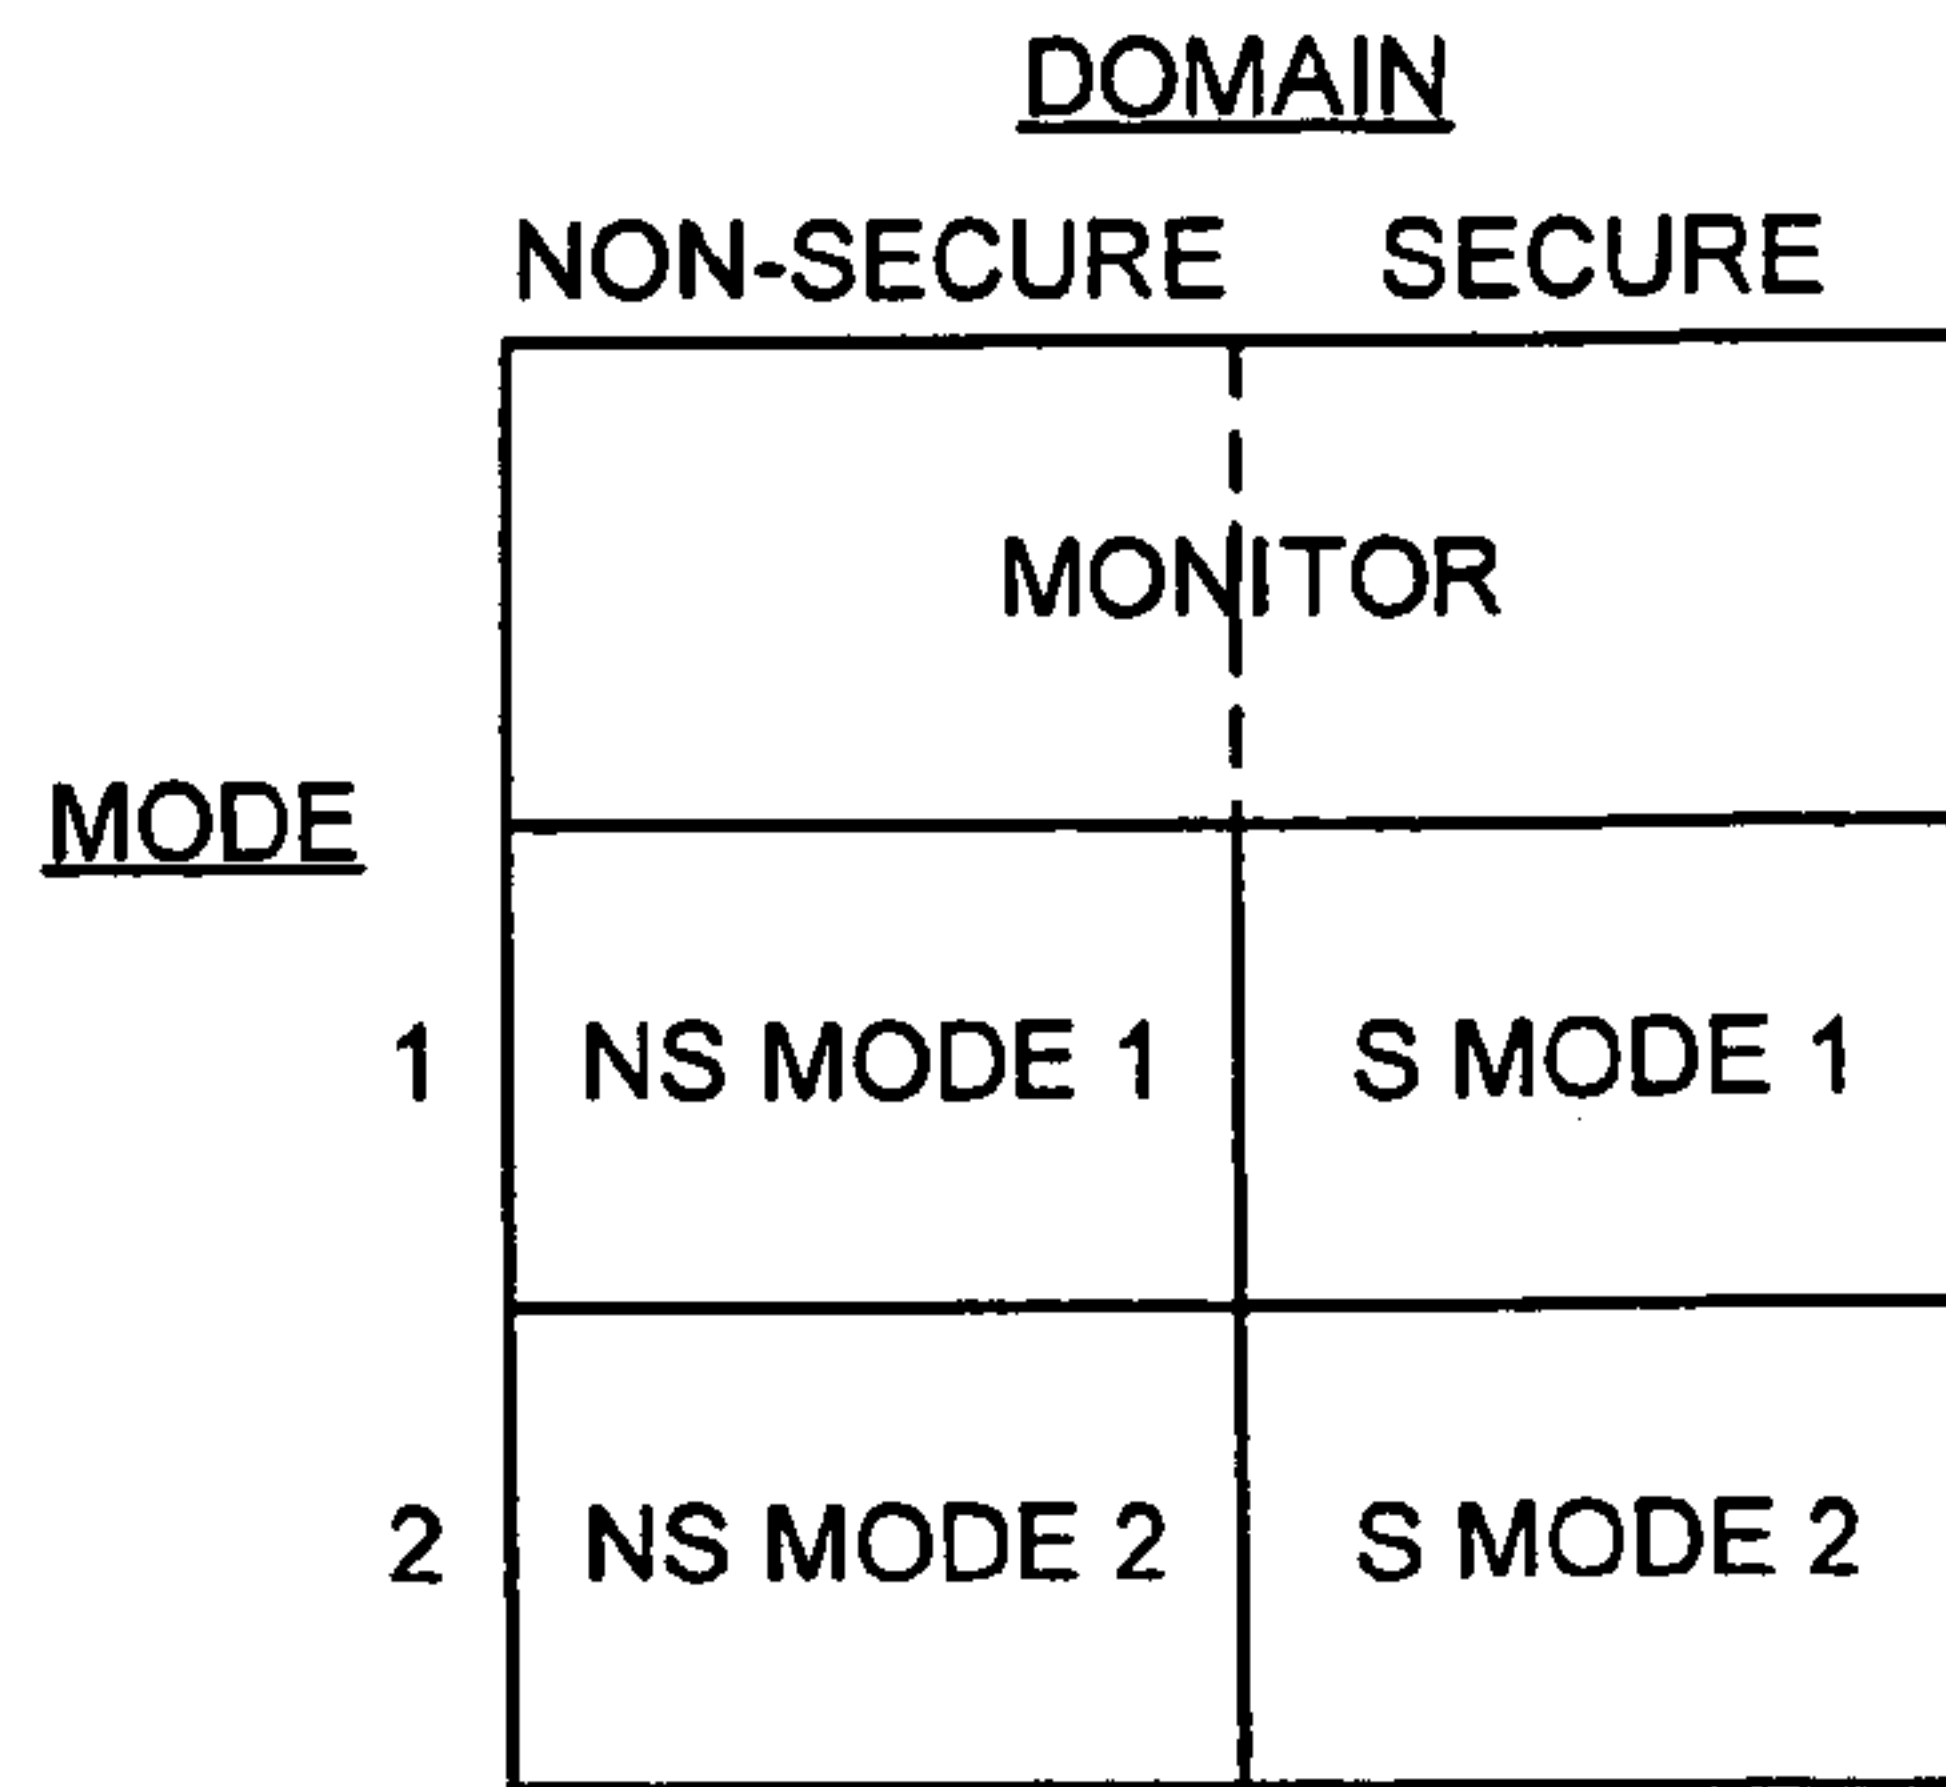 DOMAIN
NON-SECURE SECURE
MONITOR
MODE
1 NS MODE 1 S MODE 1
2 NS MODE 2 S MODE 2